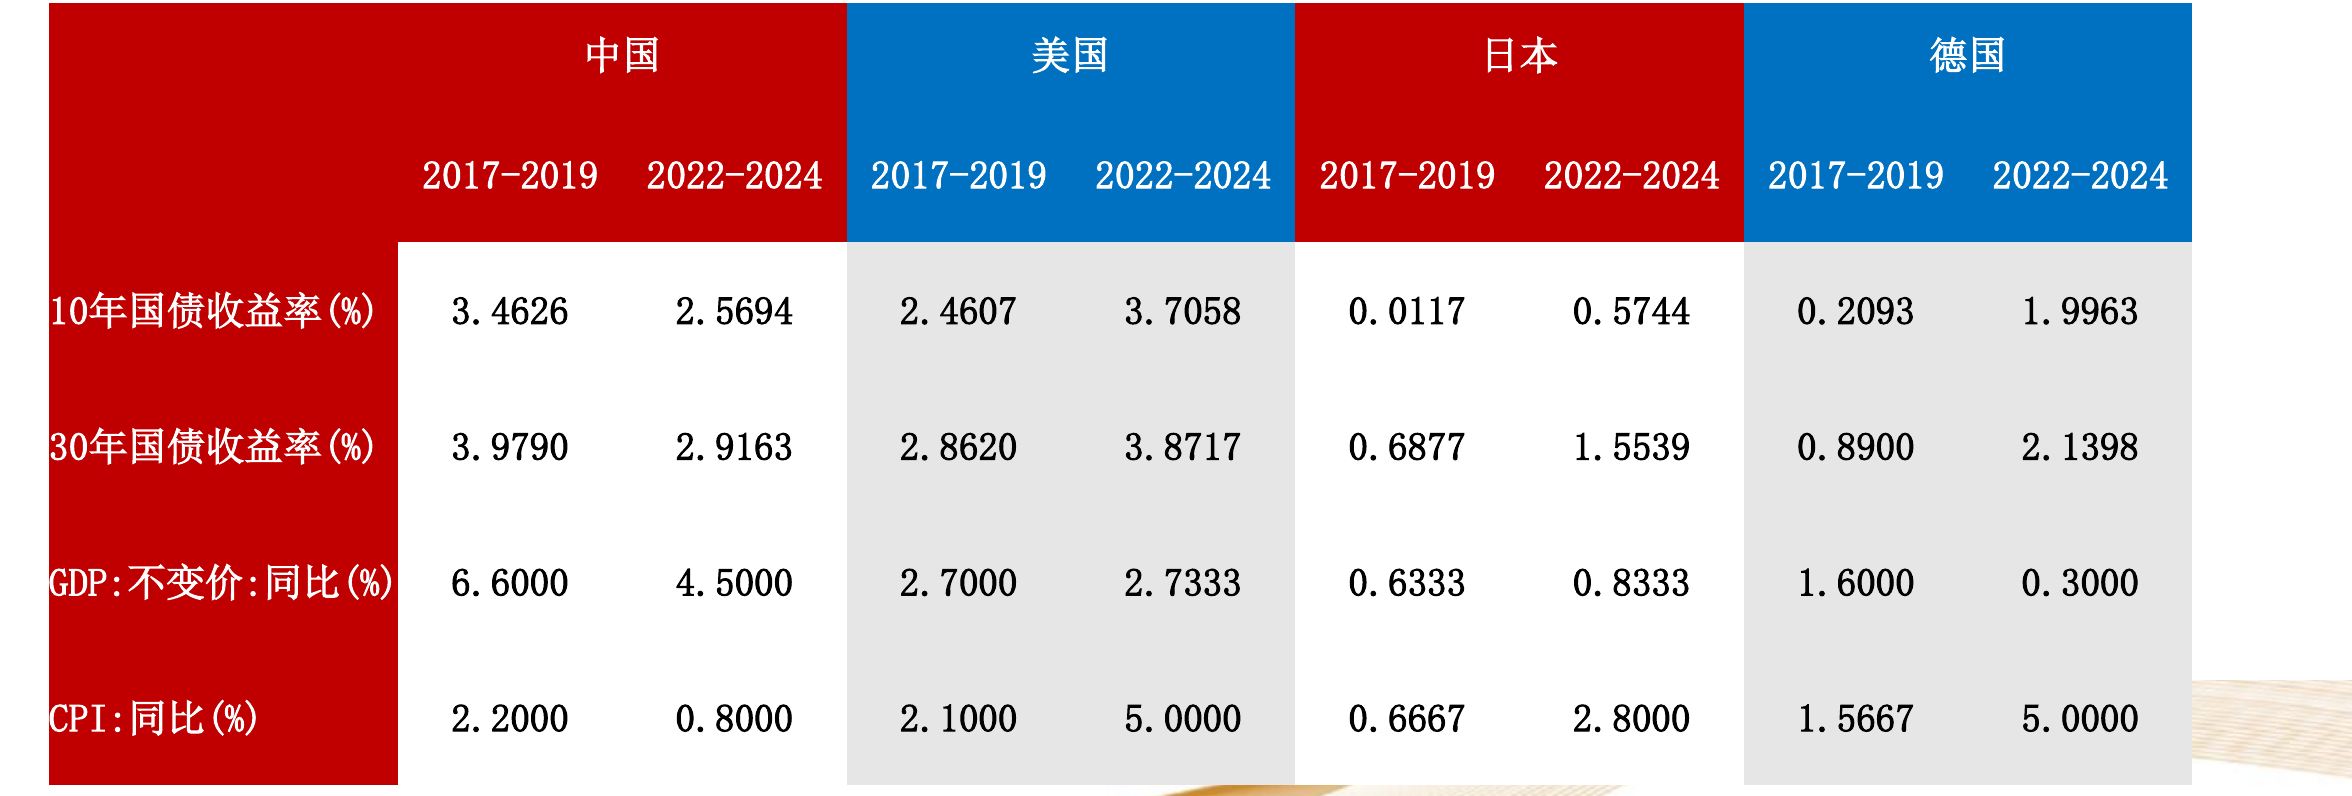 中国 美国 日本 德国
2017-2019 2022-2024 2017-2019 2022-2024 2017-2019 2022-2024 2017-2019 2022-2024
10年国债收益率(%) 3.4626 2.5694 2.4607 3.7058 0.0117 0.5744 0.2093 1.9963
30年国债收益率(%) 3.9790 2.9163 2.8620 3.8717 0.6877 1.5539 0.8900 2.1398
GDP:不变价:同比(%) 6.6000 4.5000 2.7000 2.7333 0.6333 0.8333 1.6000 0.3000
CPI:同比(%) 2.2000 0.8000 2.1000 5.0000 0.6667 2.8000 1.5667 5.0000